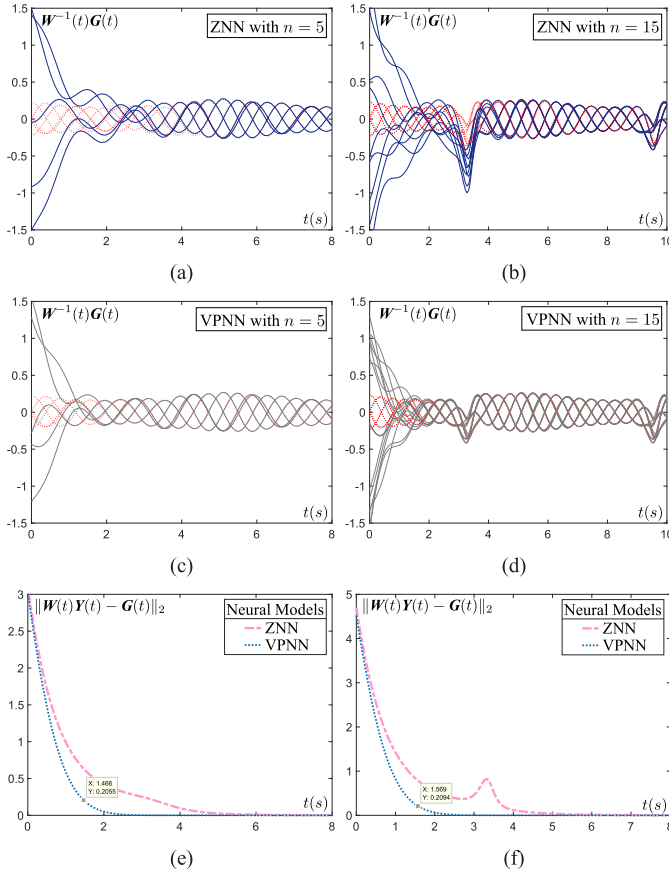 W⁻¹(t)G(t)
ZNN with n = 5
1.5
1
0.5
0
-0.5
-1
-1.5
0 2 4 6 8
t(s)
(a)
W⁻¹(t)G(t)
ZNN with n = 15
1.5
1
0.5
0
-0.5
-1
-1.5
0 2 4 6 8 10
t(s)
(b)
W⁻¹(t)G(t)
VPNN with n = 5
1.5
1
0.5
0
-0.5
-1
-1.5
0 2 4 6 8
t(s)
(c)
W⁻¹(t)G(t)
VPNN with n = 15
1.5
1
0.5
0
-0.5
-1
-1.5
0 2 4 6 8 10
t(s)
(d)
‖W(t)Y(t) − G(t)‖₂
Neural Models
ZNN
VPNN
3
2.5
2
1.5
1
0.5
0
X: 1.466
Y: 0.2055
0 2 4 6 8
t(s)
(e)
‖W(t)Y(t) − G(t)‖₂
Neural Models
ZNN
VPNN
5
4
3
2
1
0
X: 1.569
Y: 0.2094
0 1 2 3 4 5 6 7 8
t(s)
(f)